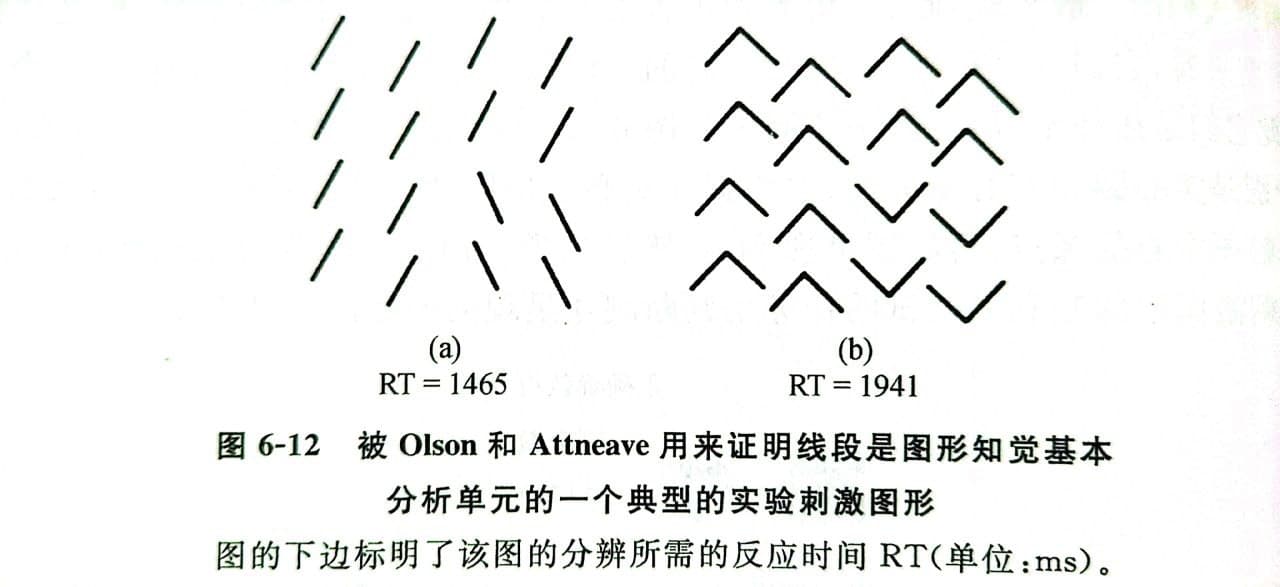 (a)
RT = 1465
(b)
RT = 1941
图 6-12 被 Olson 和 Attneave 用来证明线段是图形知觉基本
分析单元的一个典型的实验刺激图形
图的下边标明了该图的分辨所需的反应时间 RT(单位:ms)。